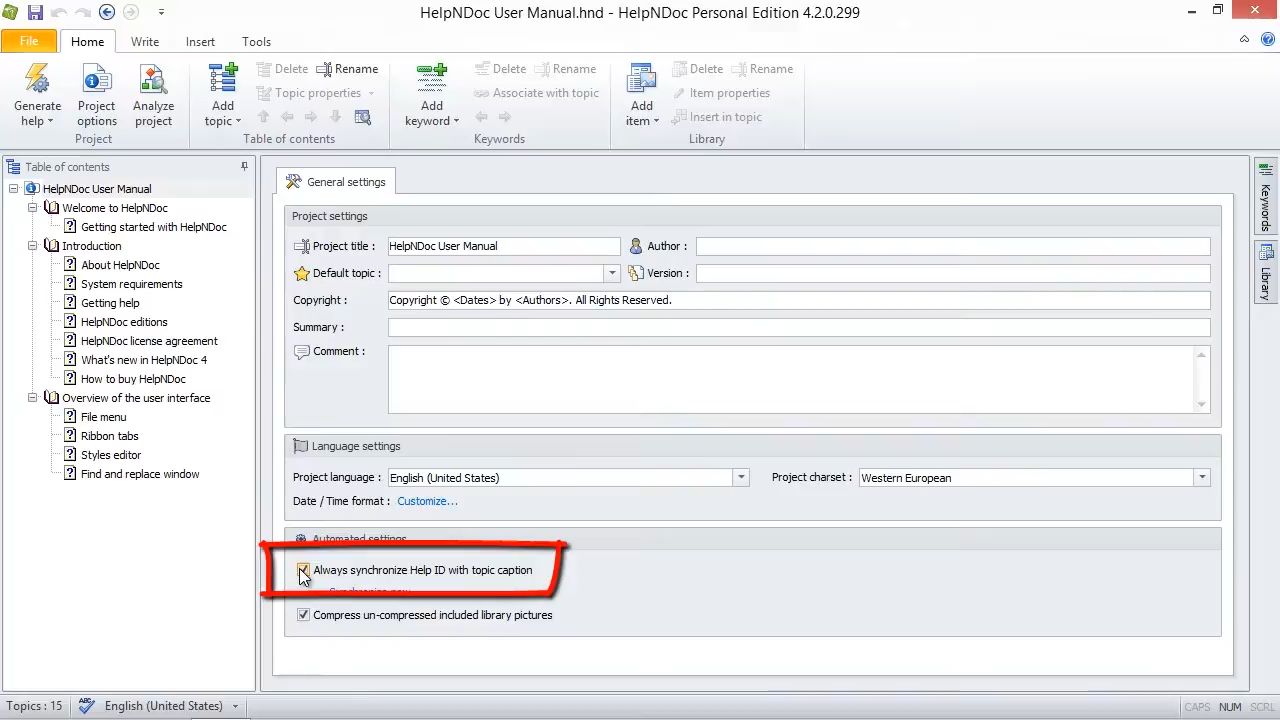 HelpNDoc User Manual.hnd - HelpNDoc Personal Edition 4.2.0.299
File Home Write Insert Tools
Generate help
Project options
Analyze project
Project
Add topic
Delete Rename
Topic properties
Table of contents
Add keyword
Delete Rename
Associate with topic
Keywords
Add item
Delete Rename
Item properties
Insert in topic
Library
Table of contents
HelpNDoc User Manual
Welcome to HelpNDoc
Getting started with HelpNDoc
Introduction
About HelpNDoc
System requirements
Getting help
HelpNDoc editions
HelpNDoc license agreement
What's new in HelpNDoc 4
How to buy HelpNDoc
Overview of the user interface
File menu
Ribbon tabs
Styles editor
Find and replace window
General settings
Project settings
Project title : HelpNDoc User Manual Author :
Default topic : Version :
Copyright : Copyright © <Dates> by <Authors>. All Rights Reserved.
Summary :
Comment :
Language settings
Project language : English (United States) Project charset : Western European
Date / Time format : Customize...
Automated settings
Always synchronize Help ID with topic caption
Synchronize now
Compress un-compressed included library pictures
Keywords
Library
Topics : 15 ABC English (United States) CAPS NUM SCRL